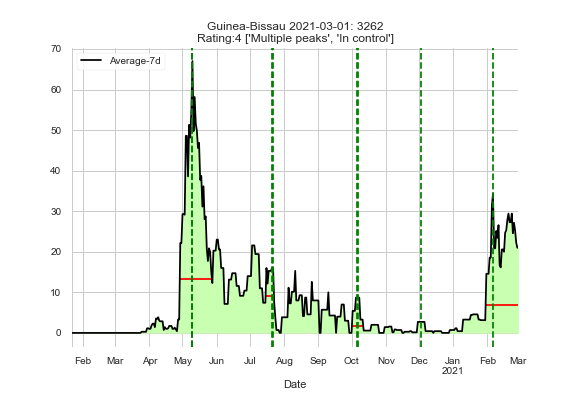 Guinea-Bissau 2021-03-01: 3262
Rating:4 ['Multiple peaks', 'In control']
70
Average-7d
60
50
40
30
20
10
0
Feb Mar Apr May Jun Jul Aug Sep Oct Nov Dec Jan Feb Mar
2021
Date